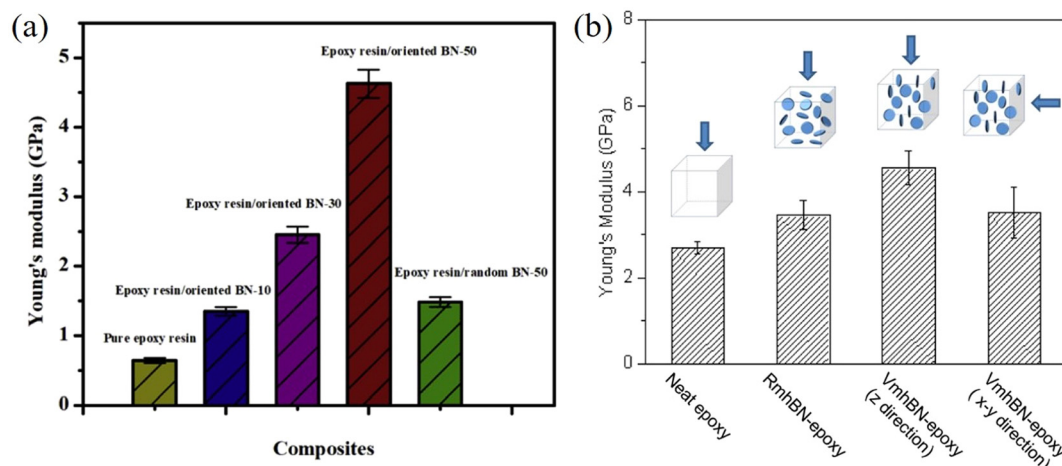 (a)
Young's modulus (GPa)
5
4
3
2
1
0
Pure epoxy resin
Epoxy resin/oriented BN-10
Epoxy resin/oriented BN-30
Epoxy resin/oriented BN-50
Epoxy resin/random BN-50
Composites
(b)
Young's Modulus (GPa)
8
6
4
2
0
Neat epoxy
RmhBN-epoxy
VmhBN-epoxy
(z direction)
VmhBN-epoxy
(x-y direction)